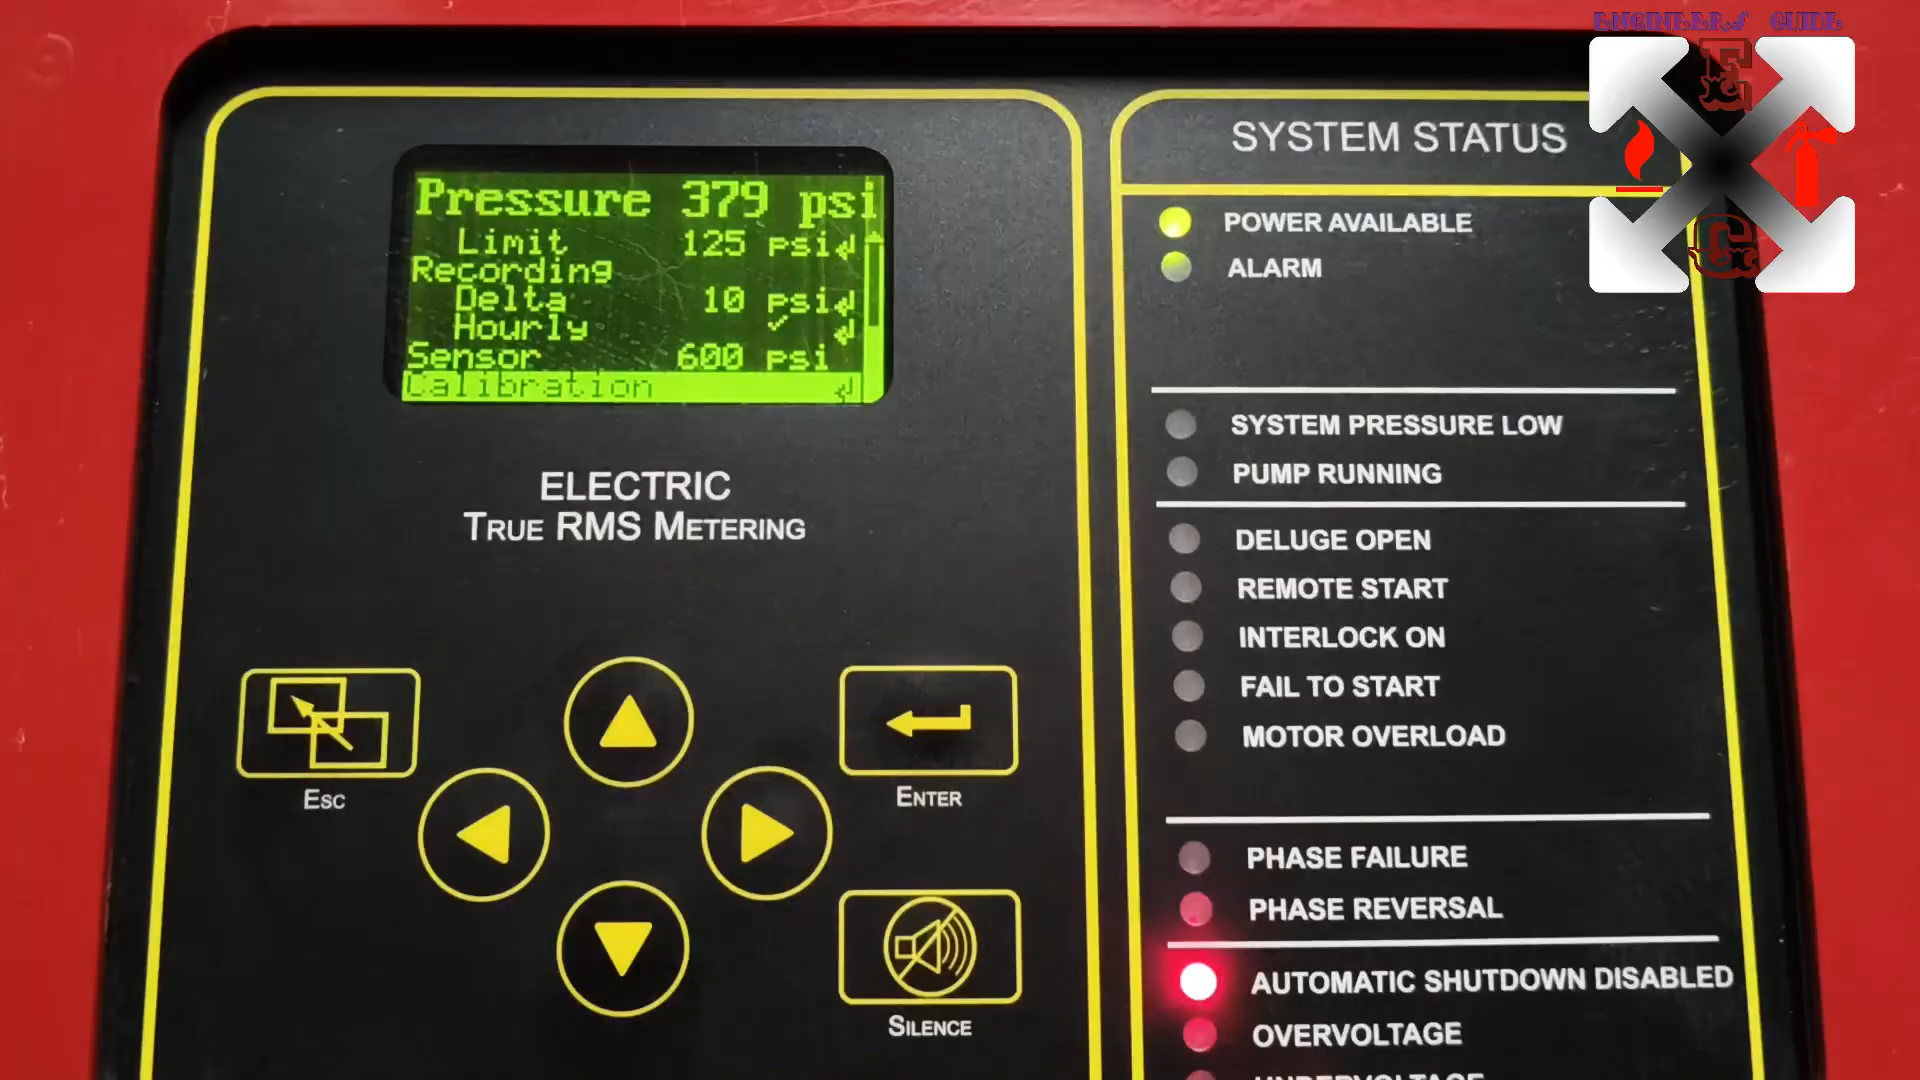 ENGINEERS GUIDE
E
G
Pressure 379 psi
Limit 125 psi
Recording
Delta 10 psi
Hourly ✓
Sensor 600 psi
Calibration
ELECTRIC
TRUE RMS METERING
ESC
ENTER
SILENCE
SYSTEM STATUS
POWER AVAILABLE
ALARM
SYSTEM PRESSURE LOW
PUMP RUNNING
DELUGE OPEN
REMOTE START
INTERLOCK ON
FAIL TO START
MOTOR OVERLOAD
PHASE FAILURE
PHASE REVERSAL
AUTOMATIC SHUTDOWN DISABLED
OVERVOLTAGE
UNDERVOLTAGE